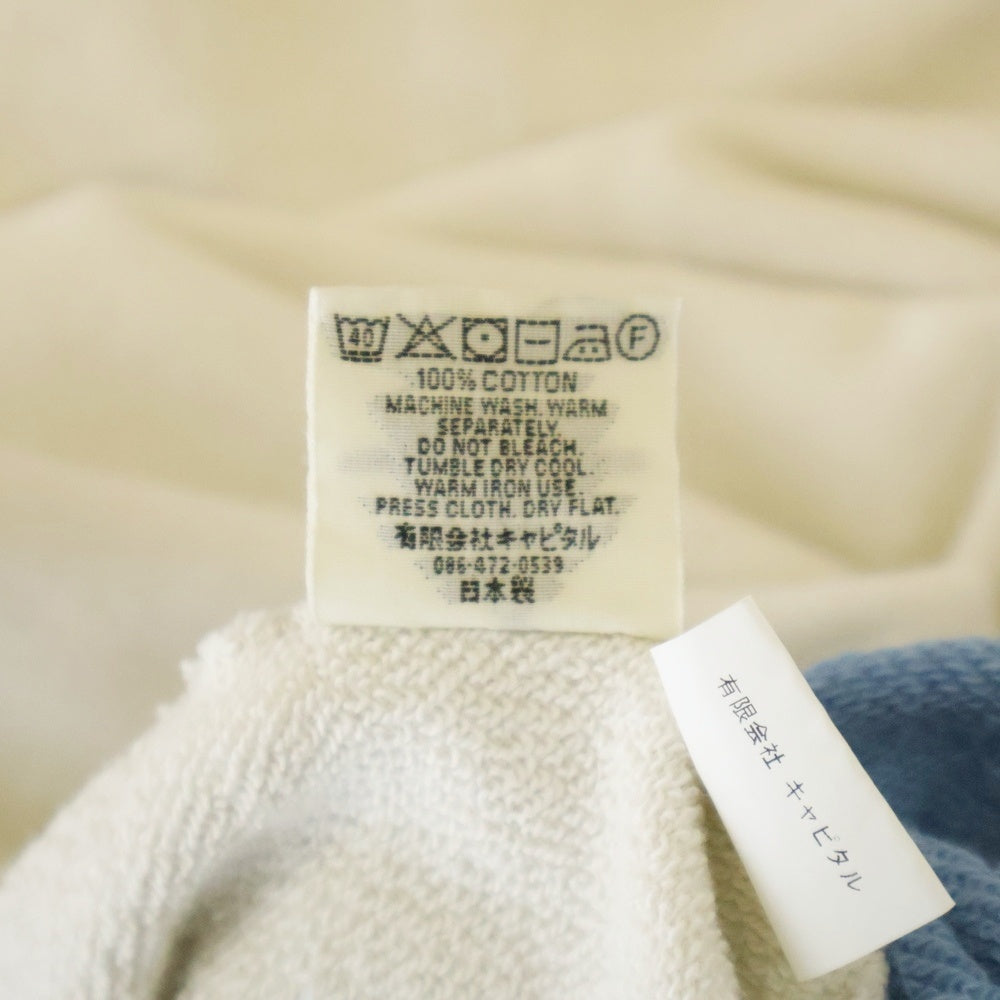 40 F
100% COTTON
MACHINE WASH. WARM
SEPARATELY.
DO NOT BLEACH.
TUMBLE DRY COOL.
WARM IRON USE.
PRESS CLOTH. DRY FLAT.
有限会社キャピタル
086-472-0539
日本製
有限会社 キャピタル